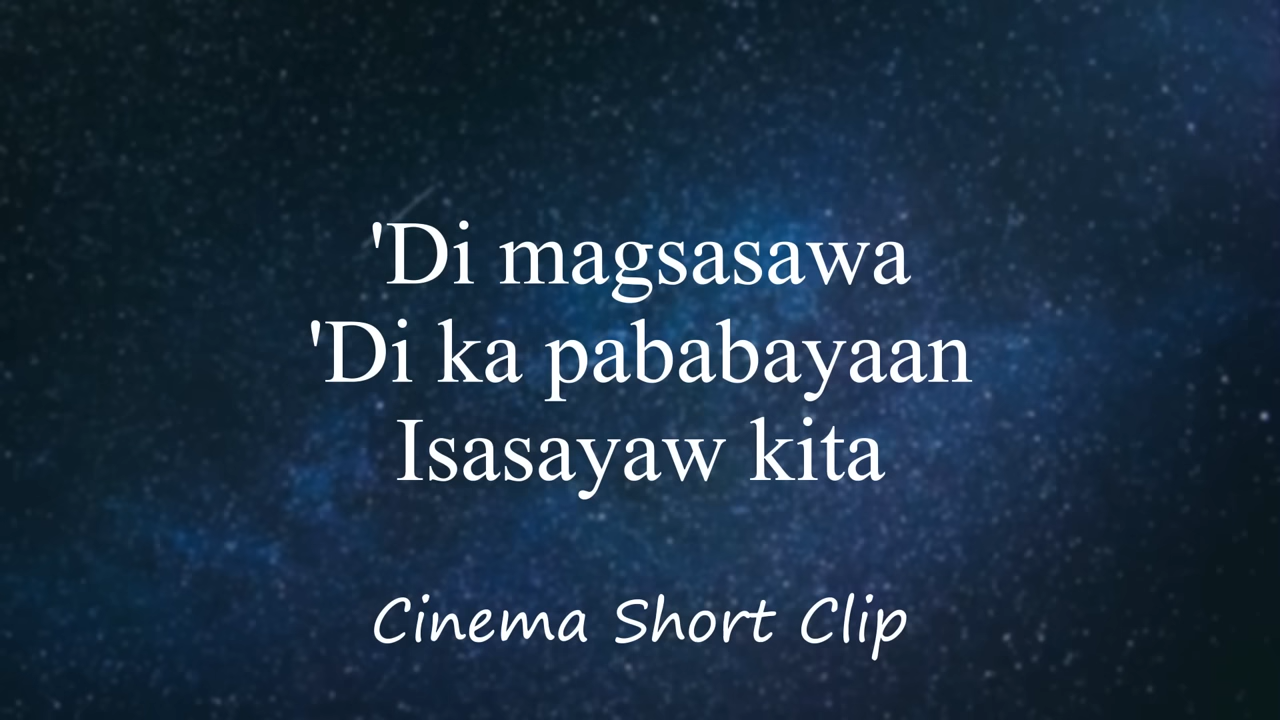 'Di magsasawa
'Di ka pababayaan
Isasayaw kita
Cinema Short Clip